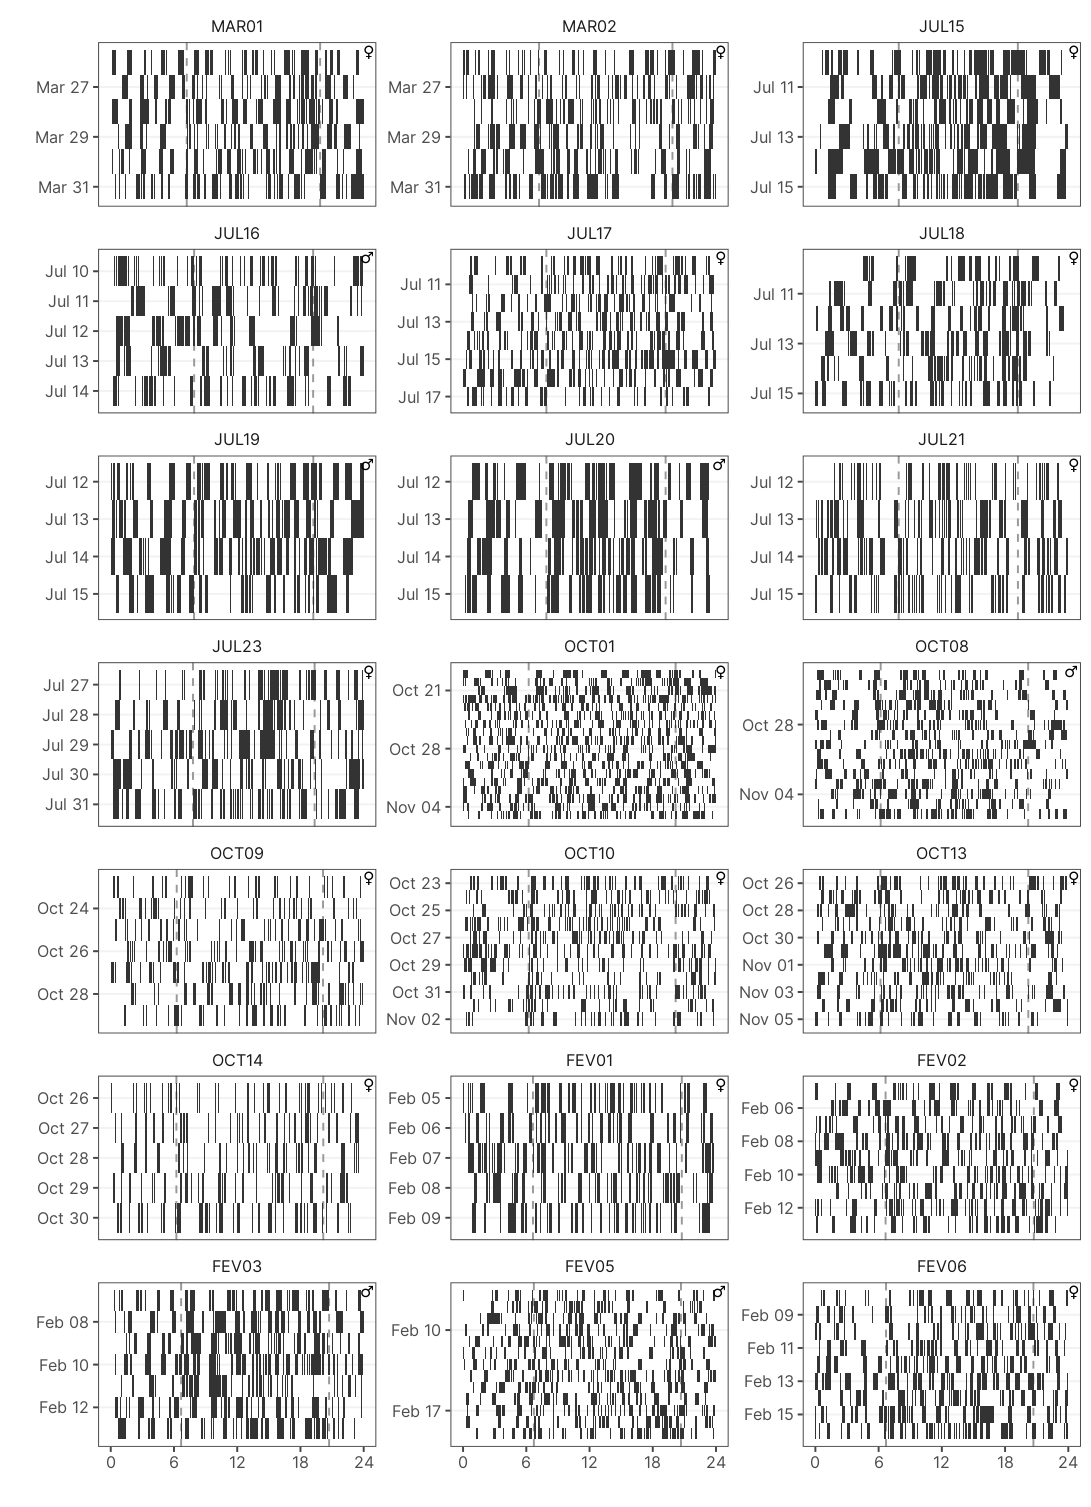 MAR01 MAR02 JUL15
♀ ♀ ♀
Mar 27 Mar 27 Jul 11
Mar 29 Mar 29 Jul 13
Mar 31 Mar 31 Jul 15
JUL16 JUL17 JUL18
♂ ♀ ♀
Jul 10
Jul 11 Jul 11 Jul 11
Jul 12 Jul 13
Jul 13 Jul 15 Jul 13
Jul 14 Jul 17 Jul 15
JUL19 JUL20 JUL21
♂ ♂ ♀
Jul 12 Jul 12 Jul 12
Jul 13 Jul 13 Jul 13
Jul 14 Jul 14 Jul 14
Jul 15 Jul 15 Jul 15
JUL23 OCT01 OCT08
♀ ♀ ♂
Jul 27 Oct 21
Jul 28 Oct 28
Jul 29 Oct 28
Jul 30 Nov 04
Jul 31 Nov 04
OCT09 OCT10 OCT13
♀ ♀ ♀
Oct 23 Oct 26
Oct 24 Oct 25 Oct 28
Oct 26 Oct 27 Oct 30
Oct 29 Nov 01
Oct 28 Oct 31 Nov 03
Nov 02 Nov 05
OCT14 FEV01 FEV02
♀ ♀ ♀
Oct 26 Feb 05 Feb 06
Oct 27 Feb 06 Feb 08
Oct 28 Feb 07 Feb 10
Oct 29 Feb 08 Feb 12
Oct 30 Feb 09
FEV03 FEV05 FEV06
♂ ♂ ♀
Feb 08 Feb 10 Feb 09
Feb 10 Feb 11
Feb 12 Feb 17 Feb 13
Feb 15
0 6 12 18 24 0 6 12 18 24 0 6 12 18 24